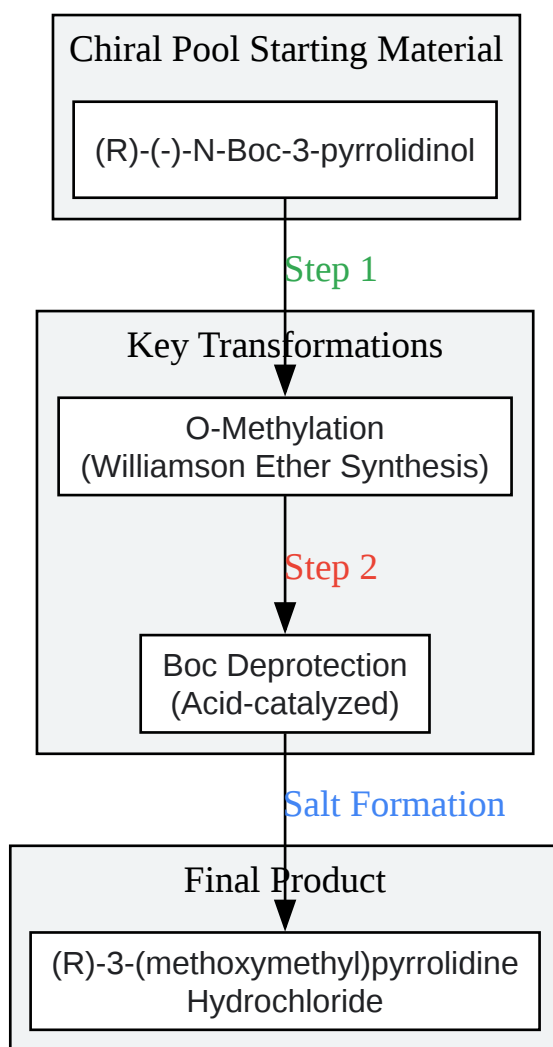 Chiral Pool Starting Material
(R)-(-)-N-Boc-3-pyrrolidinol
Step 1
Key Transformations
O-Methylation
(Williamson Ether Synthesis)
Step 2
Boc Deprotection
(Acid-catalyzed)
Salt Formation
Final Product
(R)-3-(methoxymethyl)pyrrolidine
Hydrochloride